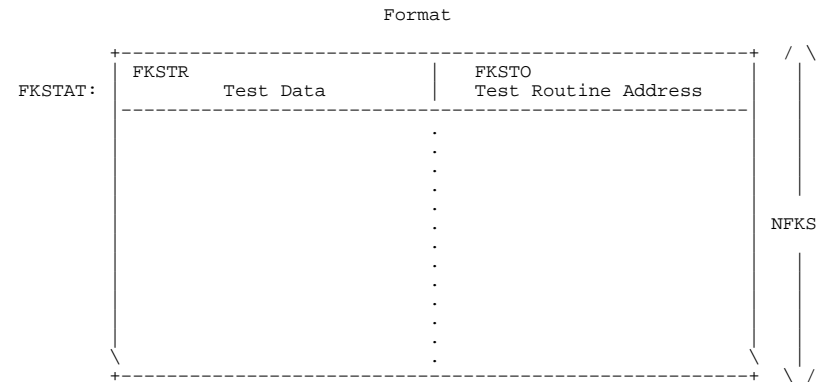 Format
FKSTR FKSTO
FKSTAT: Test Data Test Routine Address
NFKS